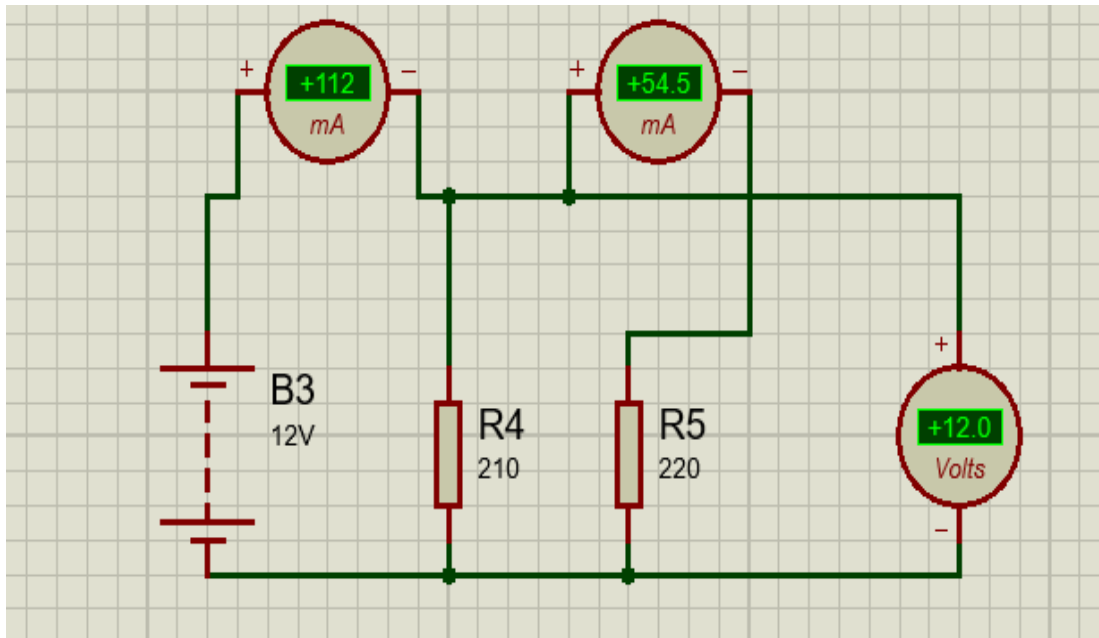 + +112 −
mA
+ +54.5 −
mA
B3
12V
R4
210
R5
220
+
+12.0
Volts
−